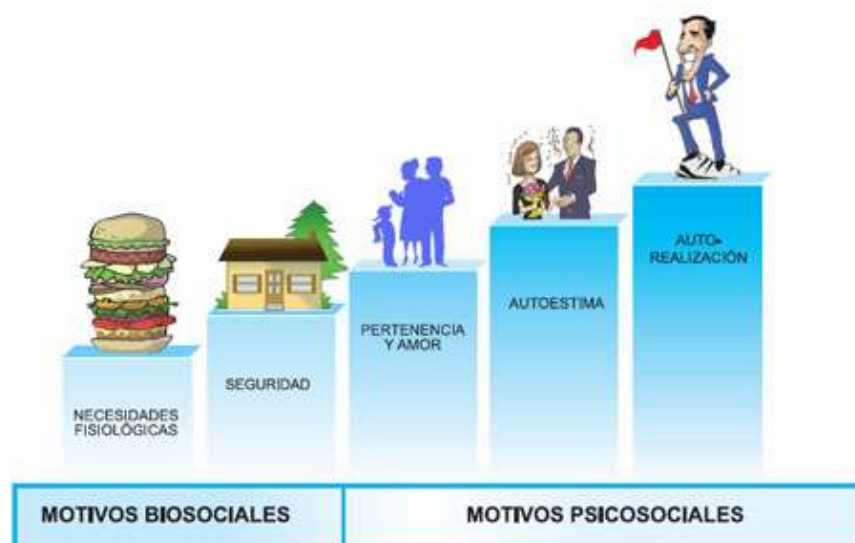 NECESIDADES
FISIOLÓGICAS
SEGURIDAD
PERTENENCIA
Y AMOR
AUTOESTIMA
AUTO-
REALIZACIÓN
MOTIVOS BIOSOCIALES
MOTIVOS PSICOSOCIALES